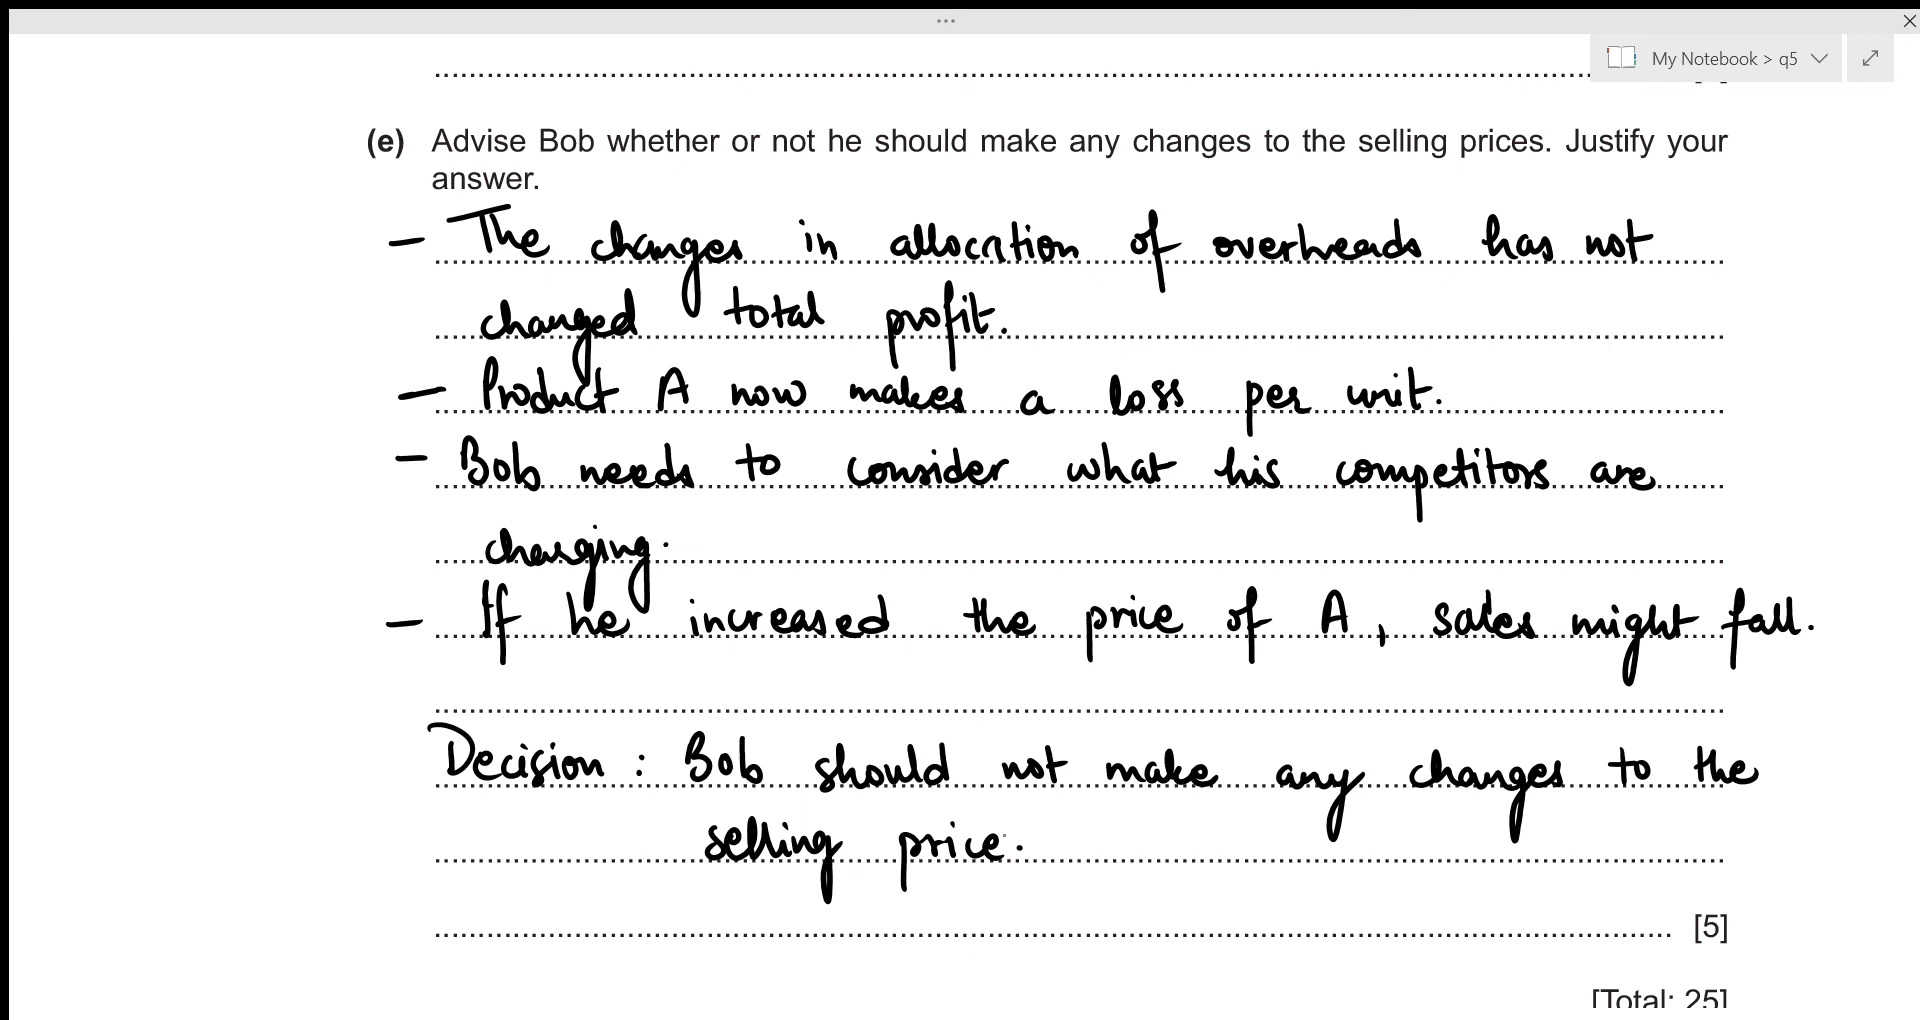 ...
My Notebook > q5
(e) Advise Bob whether or not he should make any changes to the selling prices. Justify your
answer.
– The changes in allocation of overheads has not
changed total profit.
– Product A now makes a loss per unit.
– Bob needs to consider what his competitors are
charging.
– If he increased the price of A, sales might fall.
Decision : Bob should not make any changes to the
selling price.
[5]
[Total: 25]